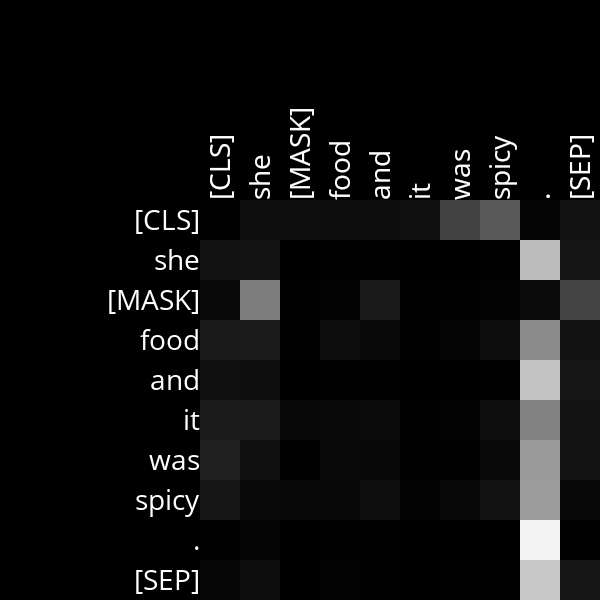 [CLS] she [MASK] food and it was spicy . [SEP]
[CLS]
she
[MASK]
food
and
it
was
spicy
.
[SEP]